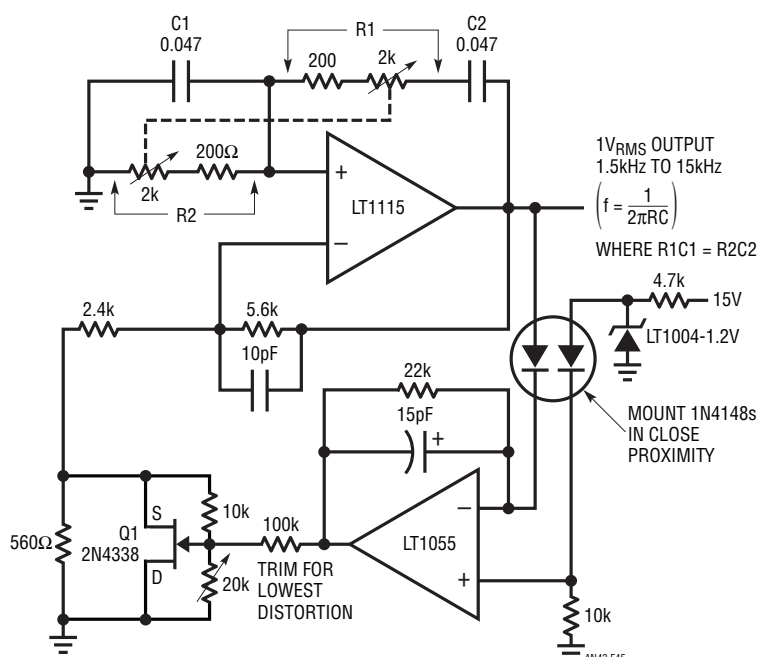 C1
0.047
R1
200
2k
C2
0.047
200Ω
2k
R2
+
LT1115
–
1VRMS OUTPUT
1.5kHz TO 15kHz
(f = 1/2πRC)
WHERE R1C1 = R2C2
4.7k
15V
LT1004-1.2V
2.4k
5.6k
10pF
22k
15pF
+
MOUNT 1N4148s
IN CLOSE
PROXIMITY
560Ω
S
Q1
2N4338
D
10k
20k
100k
TRIM FOR
LOWEST
DISTORTION
–
LT1055
+
10k